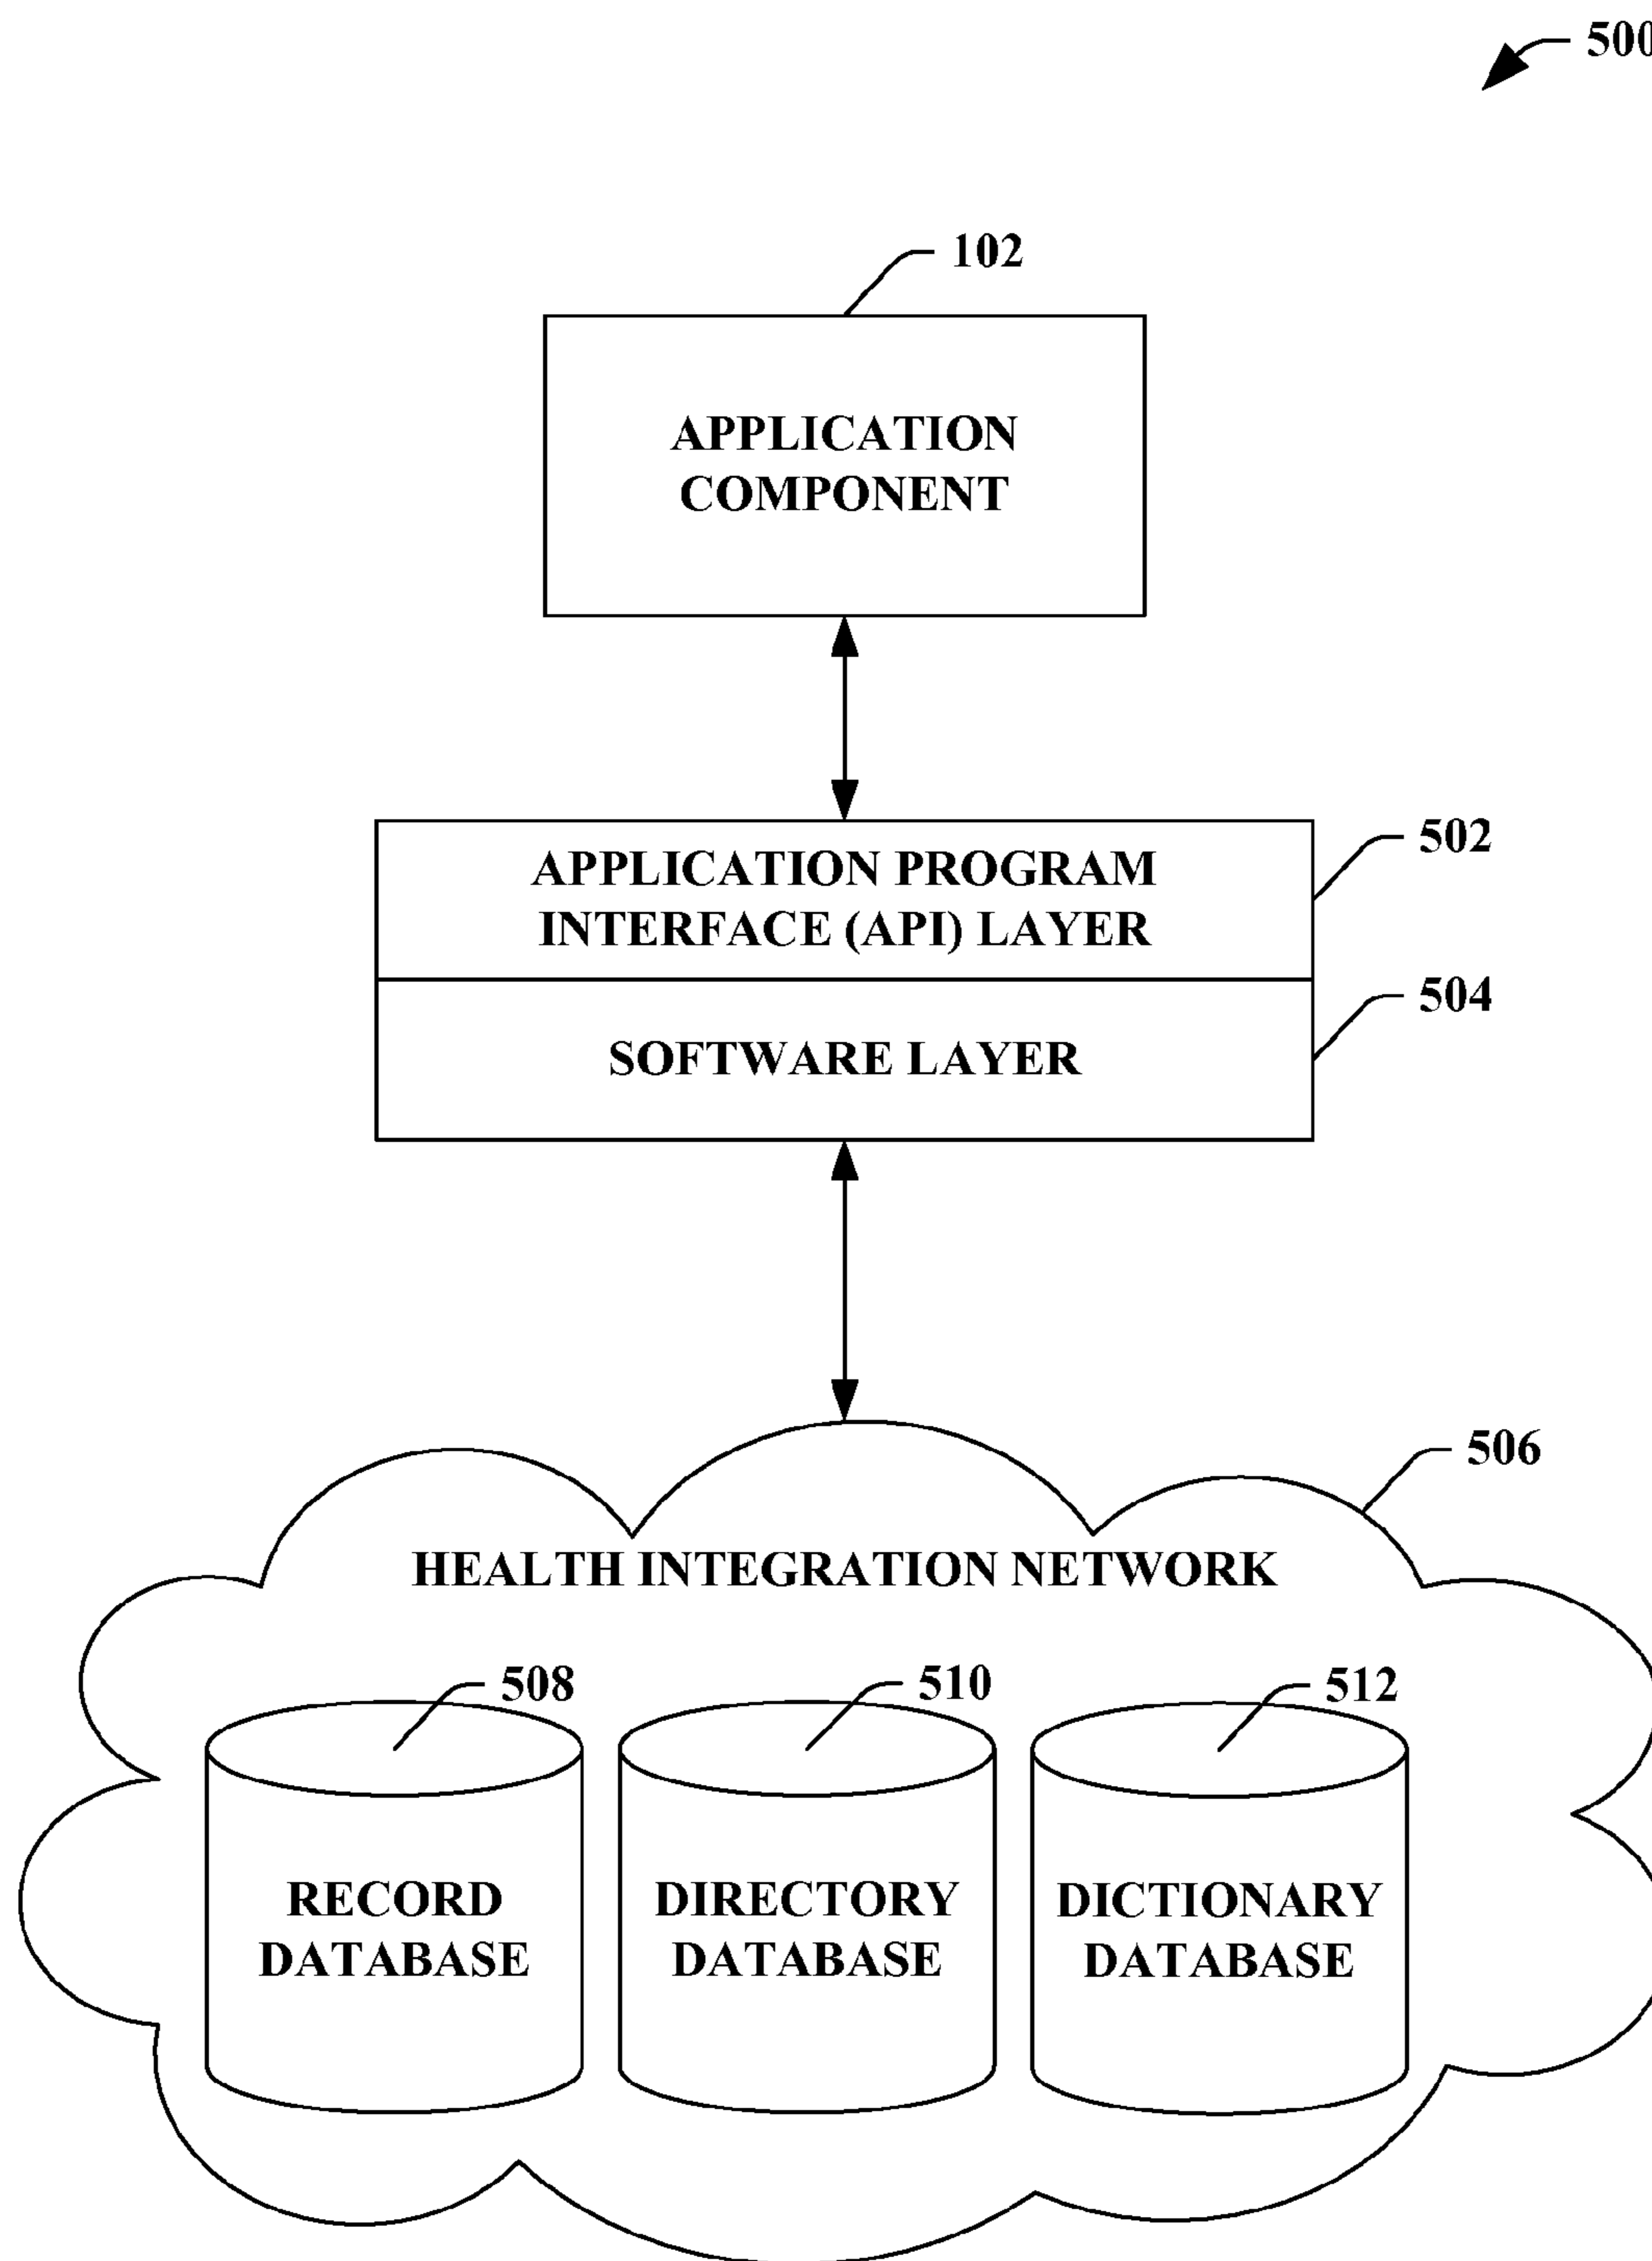 500
102
APPLICATION
COMPONENT
502
APPLICATION PROGRAM
INTERFACE (API) LAYER
504
SOFTWARE LAYER
506
HEALTH INTEGRATION NETWORK
508
510
512
RECORD
DATABASE
DIRECTORY
DATABASE
DICTIONARY
DATABASE